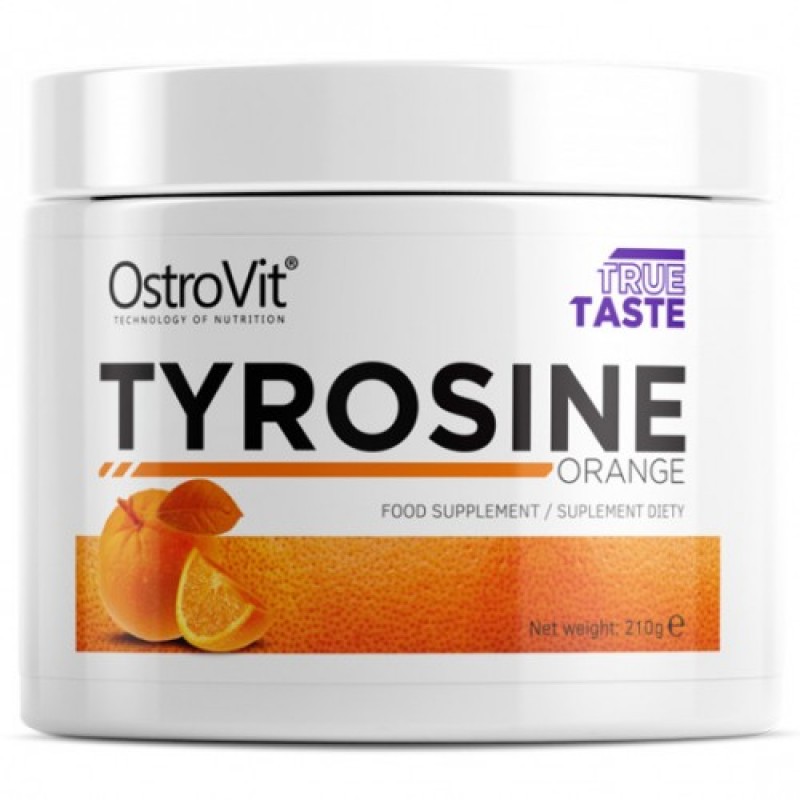 OstroVit®
TECHNOLOGY OF NUTRITION
TRUE
TASTE
TYROSINE
ORANGE
FOOD SUPPLEMENT / SUPLEMENT DIETY
Net weight: 210g ℮